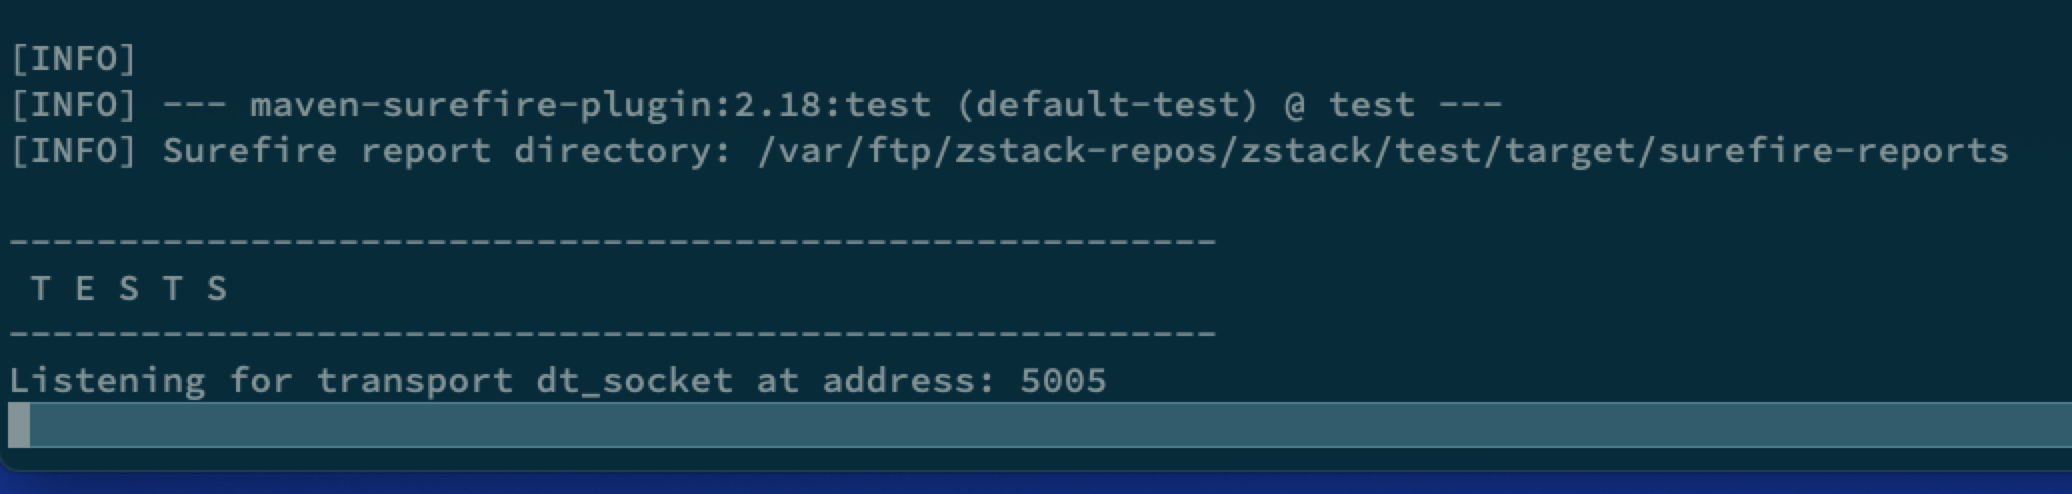 [INFO]
[INFO] --- maven-surefire-plugin:2.18:test (default-test) @ test ---
[INFO] Surefire report directory: /var/ftp/zstack-repos/zstack/test/target/surefire-reports
-------------------------------------------------------
T E S T S
-------------------------------------------------------
Listening for transport dt_socket at address: 5005